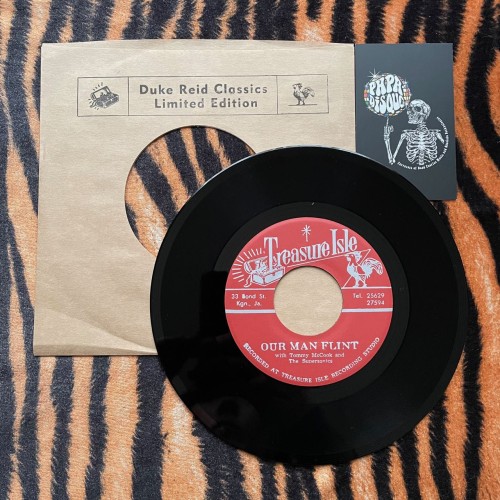 Duke Reid Classics
Limited Edition
PAPA
DISQUE
Treasure Isle
33 Bond St.
Kgn., Ja.
Tel. 25629
27594
OUR MAN FLINT
with Tommy McCook and
The Supersonics
RECORDED AT TREASURE ISLE RECORDING STUDIO